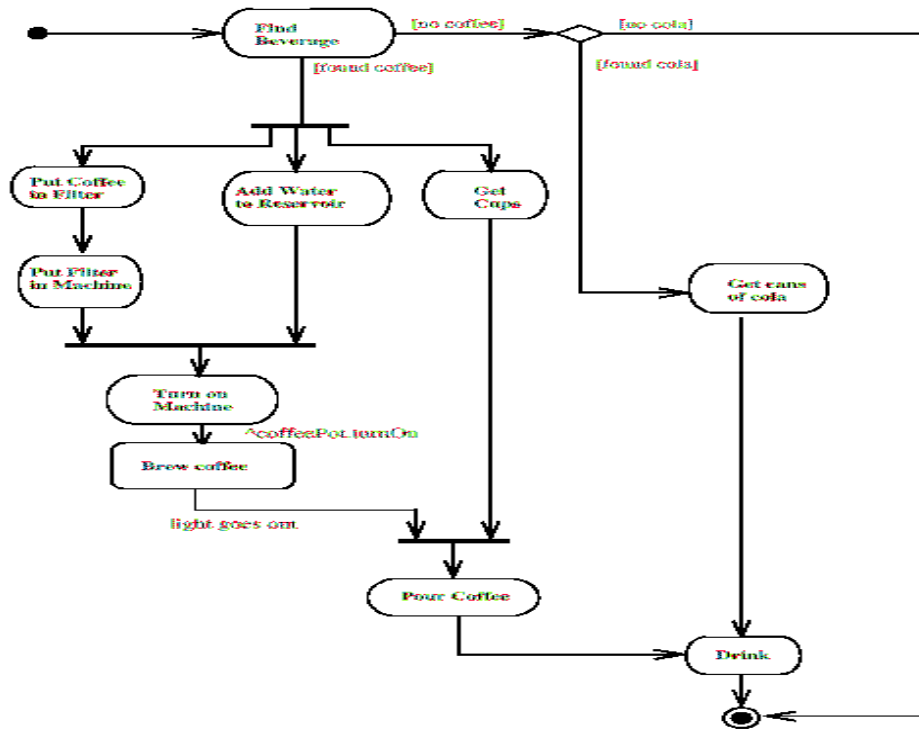 Find
Beverage
[no coffee]
[no cola]
[found coffee]
[found cola]
Put Coffee
in Filter
Add Water
to Reservoir
Get
Cups
Put Filter
in Machine
Get cans
of cola
Turn on
Machine
^coffeePot.turnOn
Brew coffee
light goes out
Pour Coffee
Drink